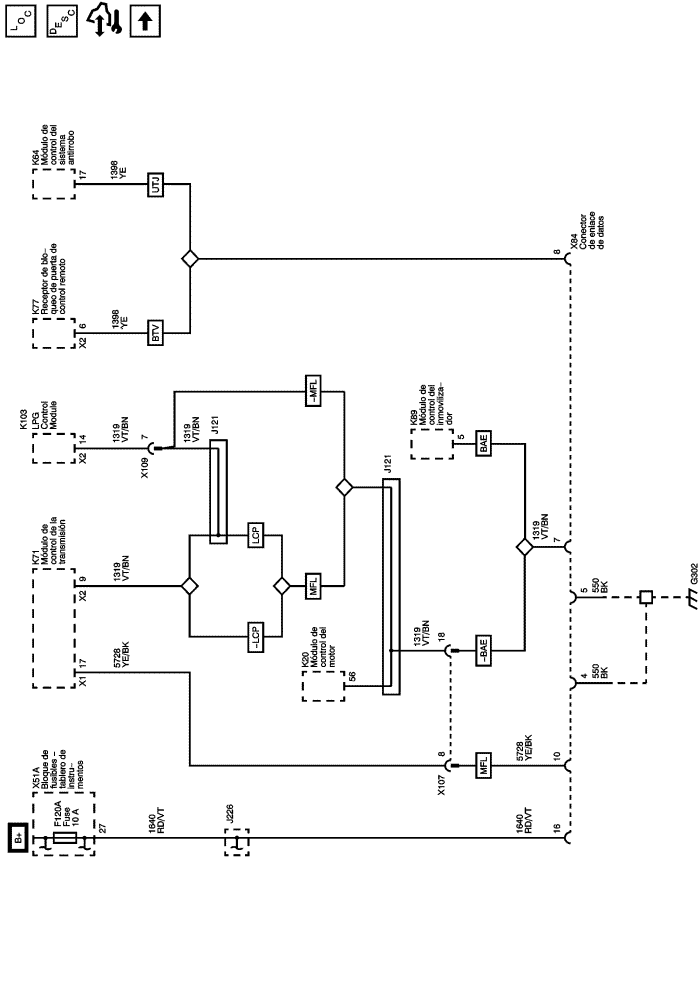 LOC
DESC
K64
Módulo de
control del
sistema
antirrobo
17
1398
YE
UTJ
K77
Receptor de blo-
queo de puerta de
control remoto
X2
6
1398
YE
BTV
8
X84
Conector
de enlace
de datos
K103
LPG
Control
Module
X2
14
1319
VT/BN
X109
7
1319
VT/BN
J121
¬MFL
K89
Módulo de
control del
inmoviliza-
dor
5
BAE
J121
K71
Módulo de
control de la
transmisión
X2
9
1319
VT/BN
LCP
¬LCP
MFL
1319
VT/BN
7
X1
17
5728
YE/BK
K20
Módulo de
control del
motor
56
1319
VT/BN
18
¬BAE
5
550
BK
G302
4
550
BK
X107
8
MFL
5728
YE/BK
10
X51A
Bloque de
fusibles –
tablero de
instru-
mentos
B+
F120A
Fuse
10 A
27
1640
RD/VT
J226
1640
RD/VT
16